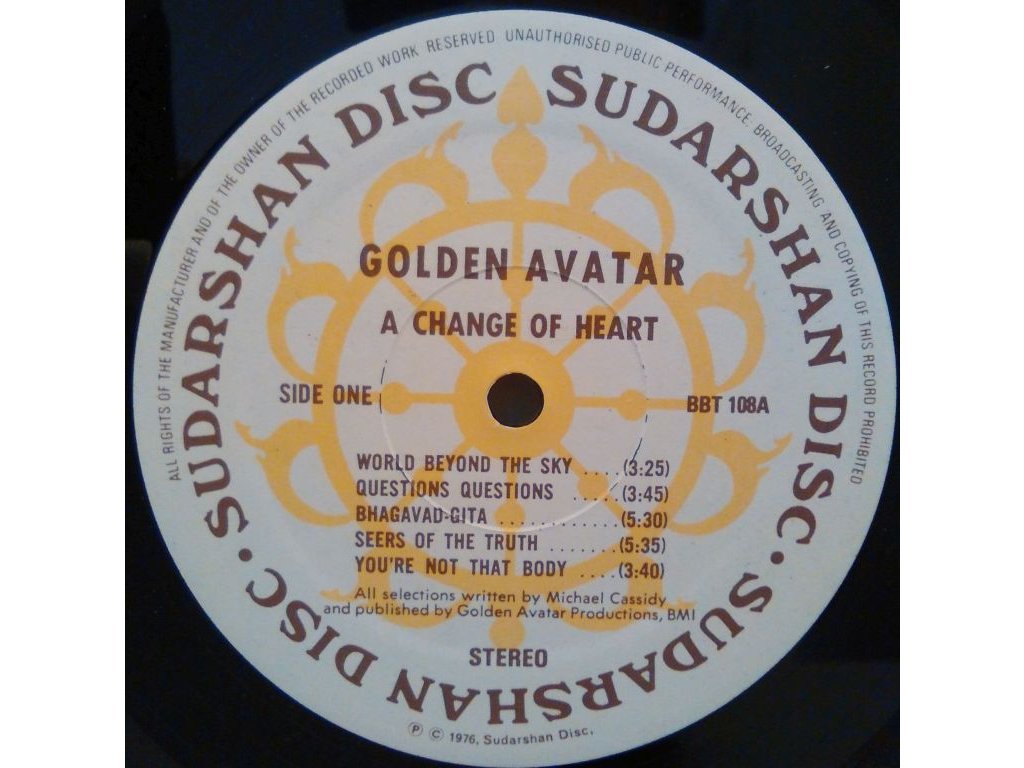 ALL RIGHTS OF THE MANUFACTURER AND OF THE OWNER OF THE RECORDED WORK RESERVED. UNAUTHORISED PUBLIC PERFORMANCE, BROADCASTING AND COPYING OF THIS RECORD PROHIBITED
SUDARSHAN DISC SUDARSHAN DISC · SUDARSHAN DISC ·
GOLDEN AVATAR
A CHANGE OF HEART
SIDE ONE
BBT 108A
WORLD BEYOND THE SKY ....(3:25)
QUESTIONS QUESTIONS .....(3:45)
BHAGAVAD-GITA ............(5:30)
SEERS OF THE TRUTH .......(5:35)
YOU'RE NOT THAT BODY ....(3:40)
All selections written by Michael Cassidy
and published by Golden Avatar Productions, BMI
STEREO
℗ © 1976, Sudarshan Disc.